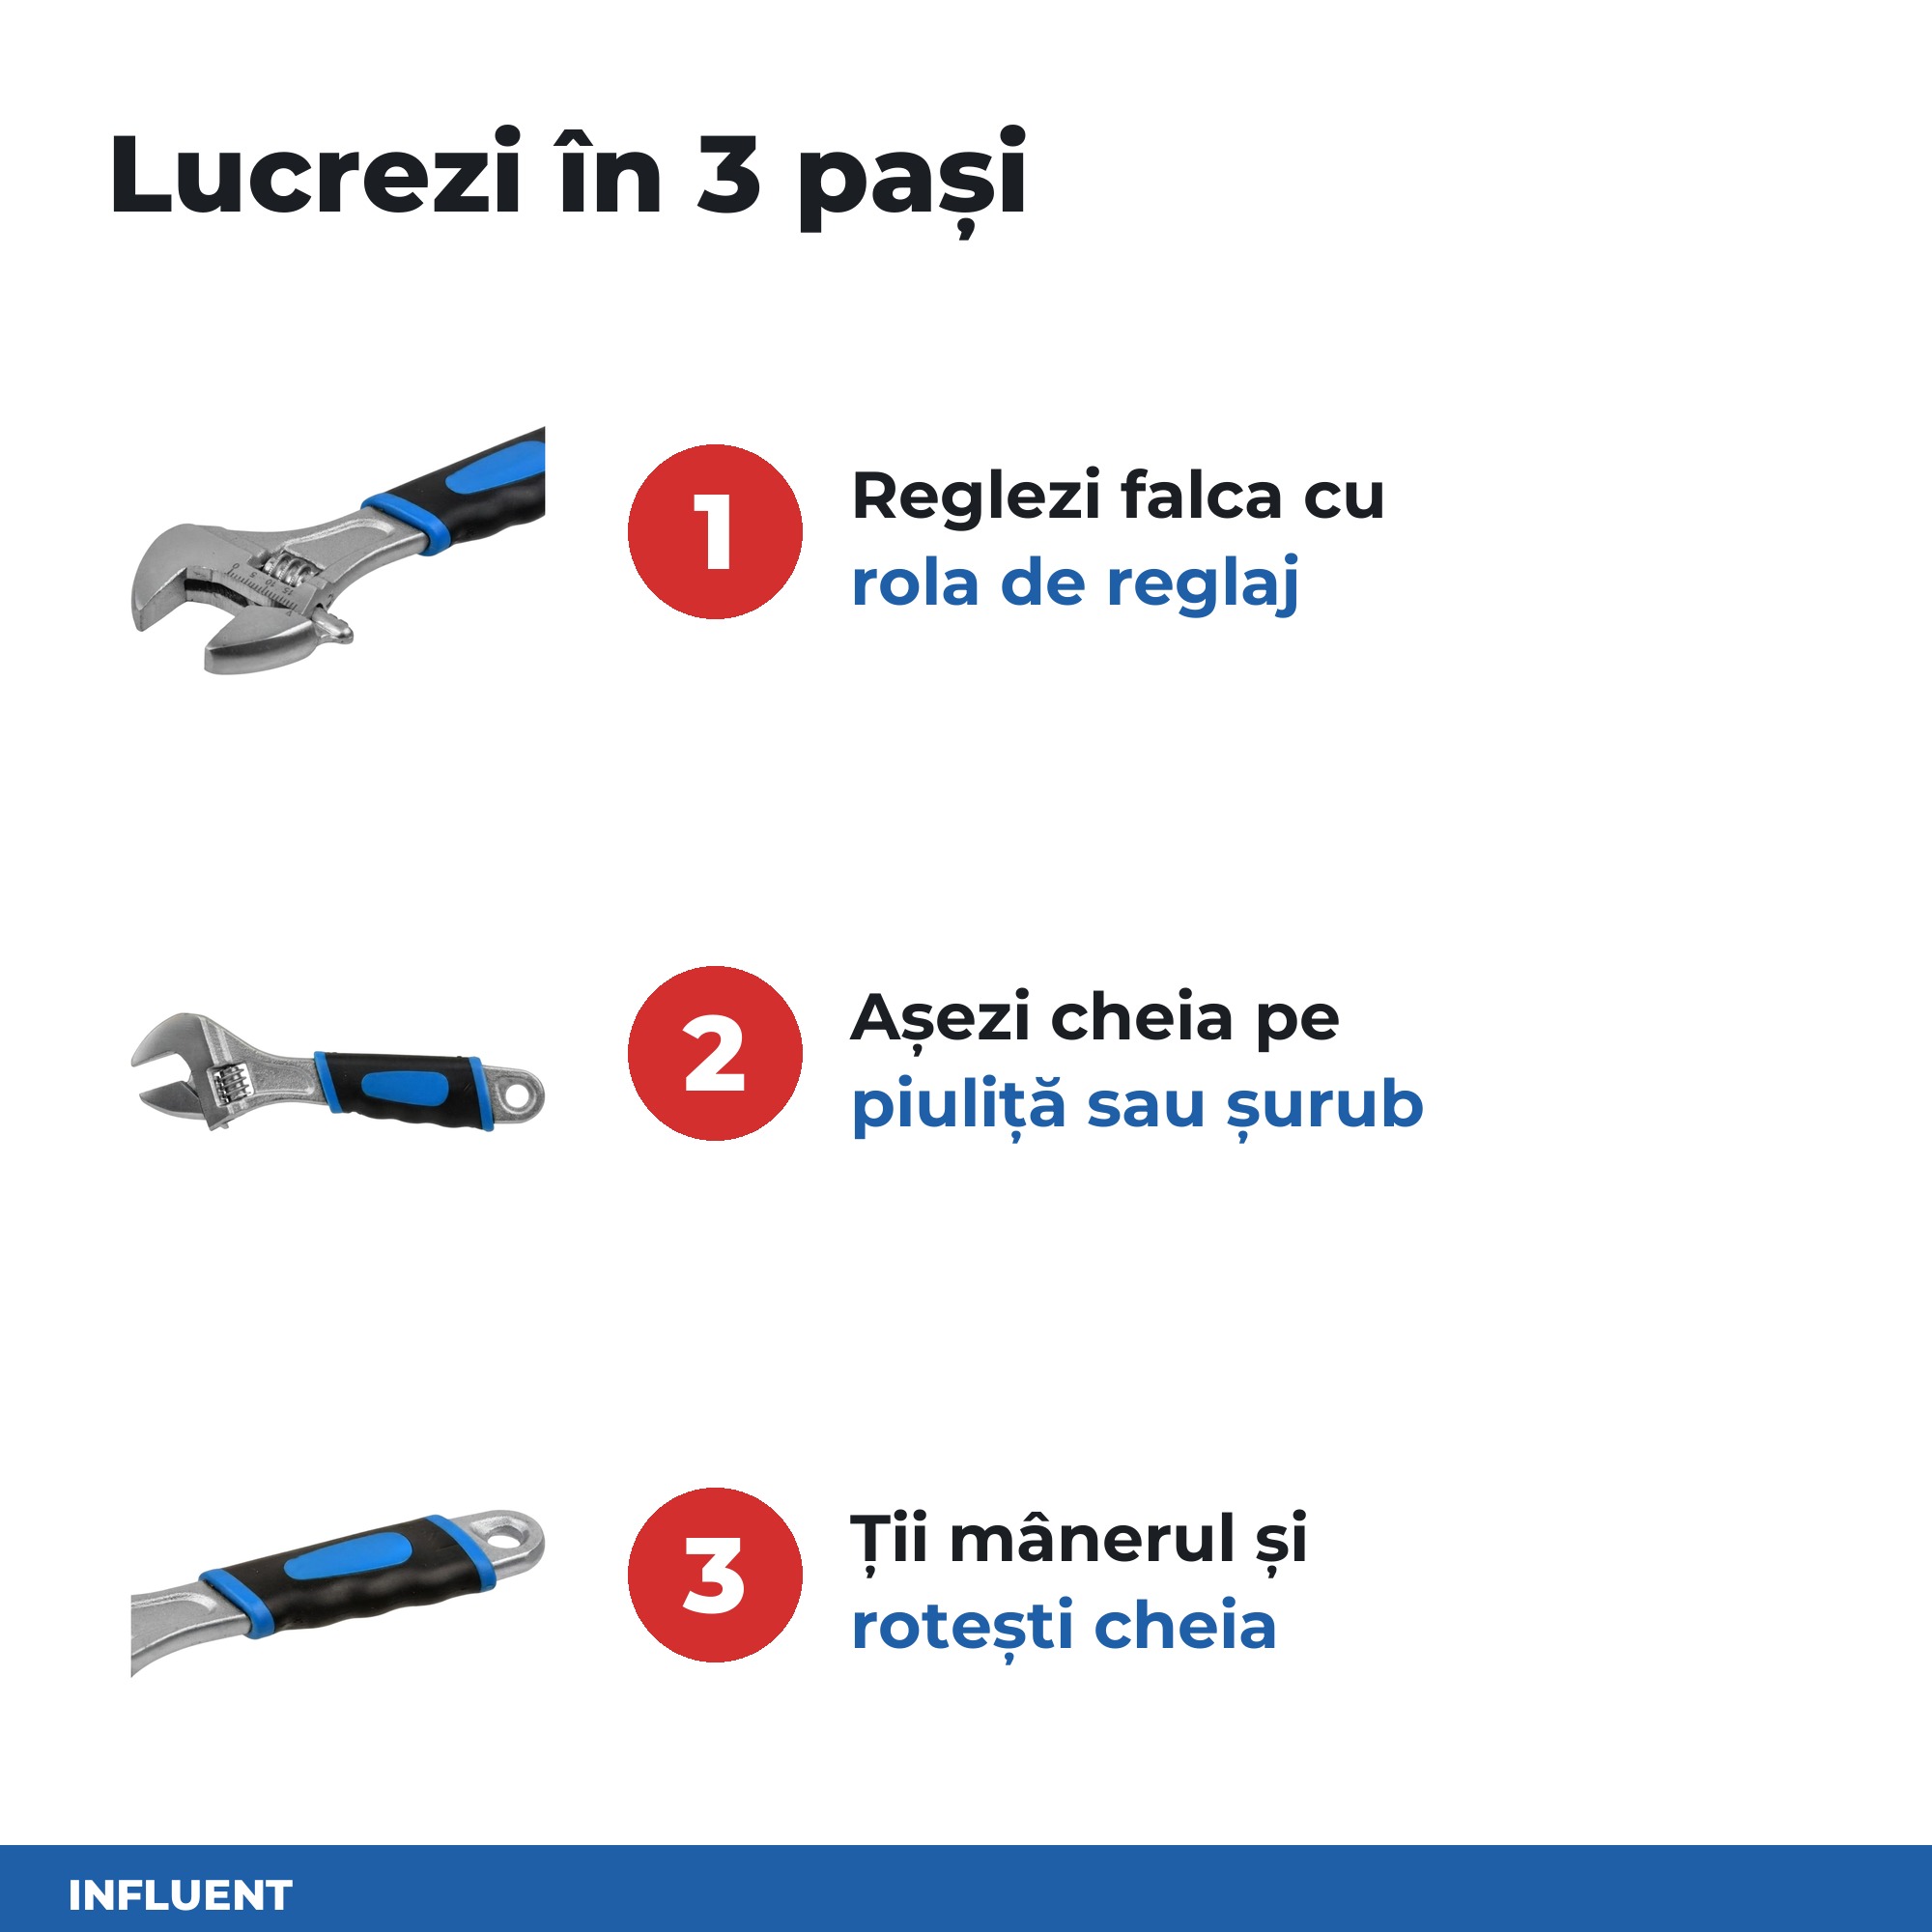 Lucrezi în 3 pași
1
Reglezi falca cu
rola de reglaj
2
Așezi cheia pe
piuliță sau șurub
3
Ții mânerul și
rotești cheia
INFLUENT